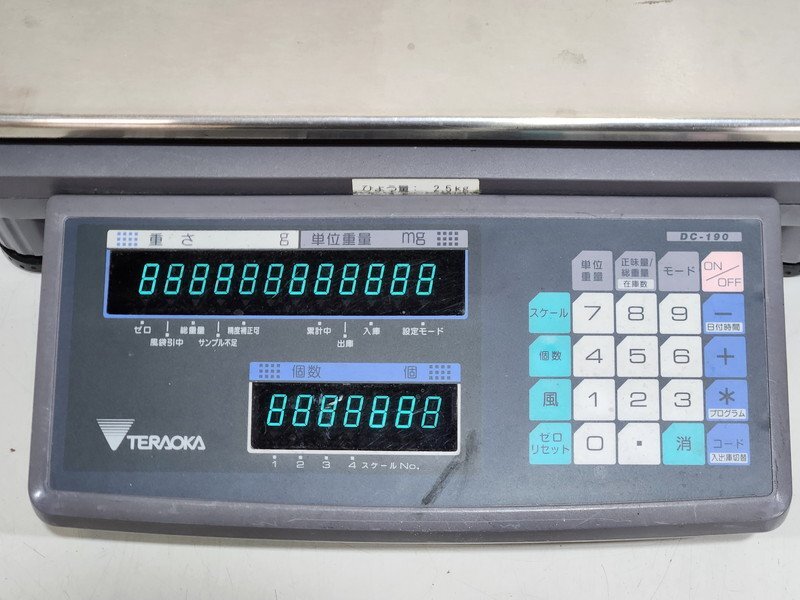 ひょう量: 2.5kg
DC-190
重さ g 単位重量 mg
888888888888
ゼロ 総重量 精度補正可 累計中 入庫 設定モード
風袋引中 サンプル不足 出庫
個数 個
8888888
1 2 3 4 スケールNo.
TERAOKA
単位重量 正味量/総重量 在庫数 モード ON/OFF
スケール 7 8 9 − 日付時間
個数 4 5 6 +
風 1 2 3 * プログラム
ゼロリセット 0 · 消 コード 入出庫切替